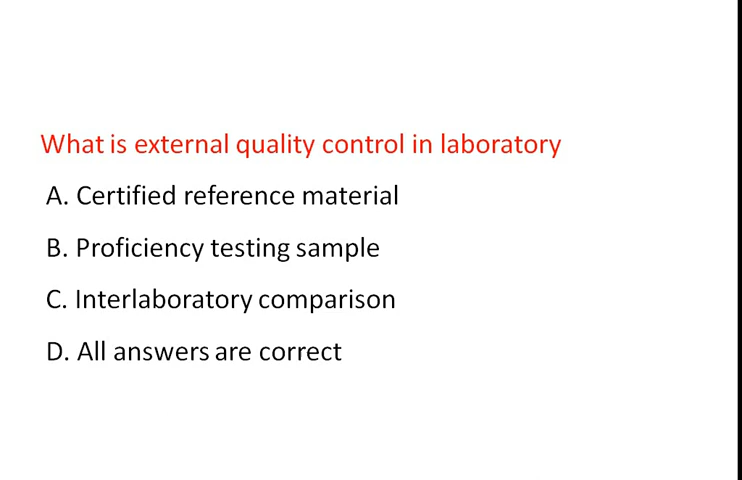 What is external quality control in laboratory
A. Certified reference material
B. Proficiency testing sample
C. Interlaboratory comparison
D. All answers are correct